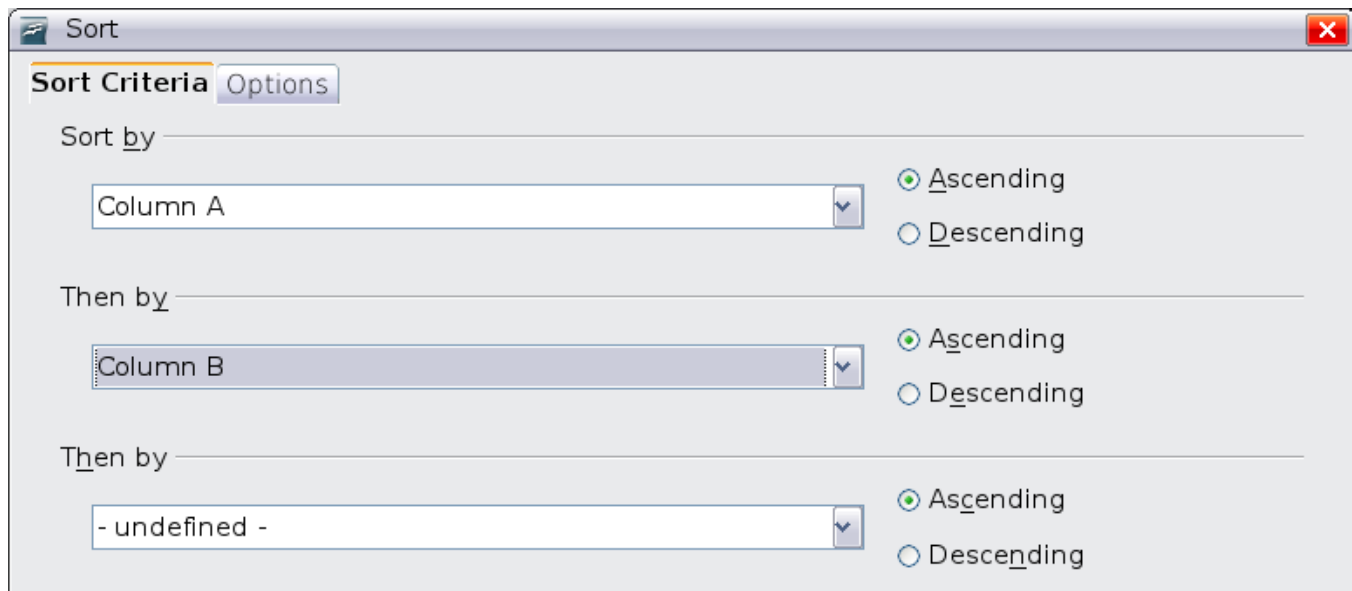 Sort
Sort Criteria Options
Sort by
Column A
Ascending
Descending
Then by
Column B
Ascending
Descending
Then by
- undefined -
Ascending
Descending